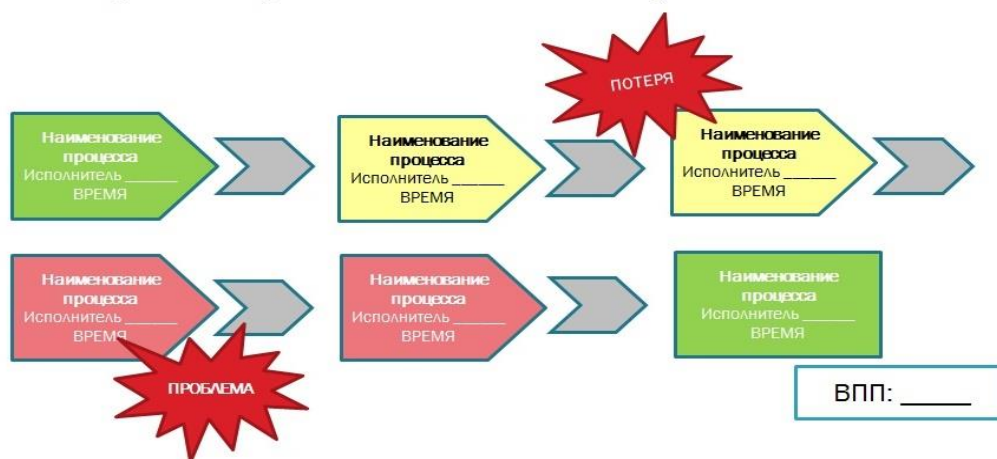 ПОТЕРЯ
Наименование
процесса
Исполнитель ______
ВРЕМЯ
Наименование
процесса
Исполнитель ______
ВРЕМЯ
Наименование
процесса
Исполнитель ______
ВРЕМЯ
Наименование
процесса
Исполнитель ______
ВРЕМЯ
ПРОБЛЕМА
Наименование
процесса
Исполнитель ______
ВРЕМЯ
Наименование
процесса
Исполнитель ______
ВРЕМЯ
ВПП: _____